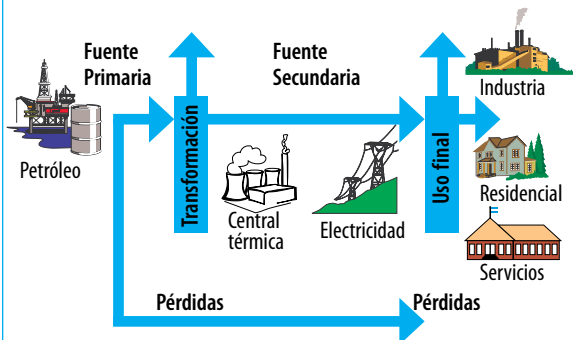 Fuente
Primaria
Fuente
Secundaria
Petróleo
Transformación
Central
térmica
Electricidad
Uso final
Industria
Residencial
Servicios
Pérdidas
Pérdidas